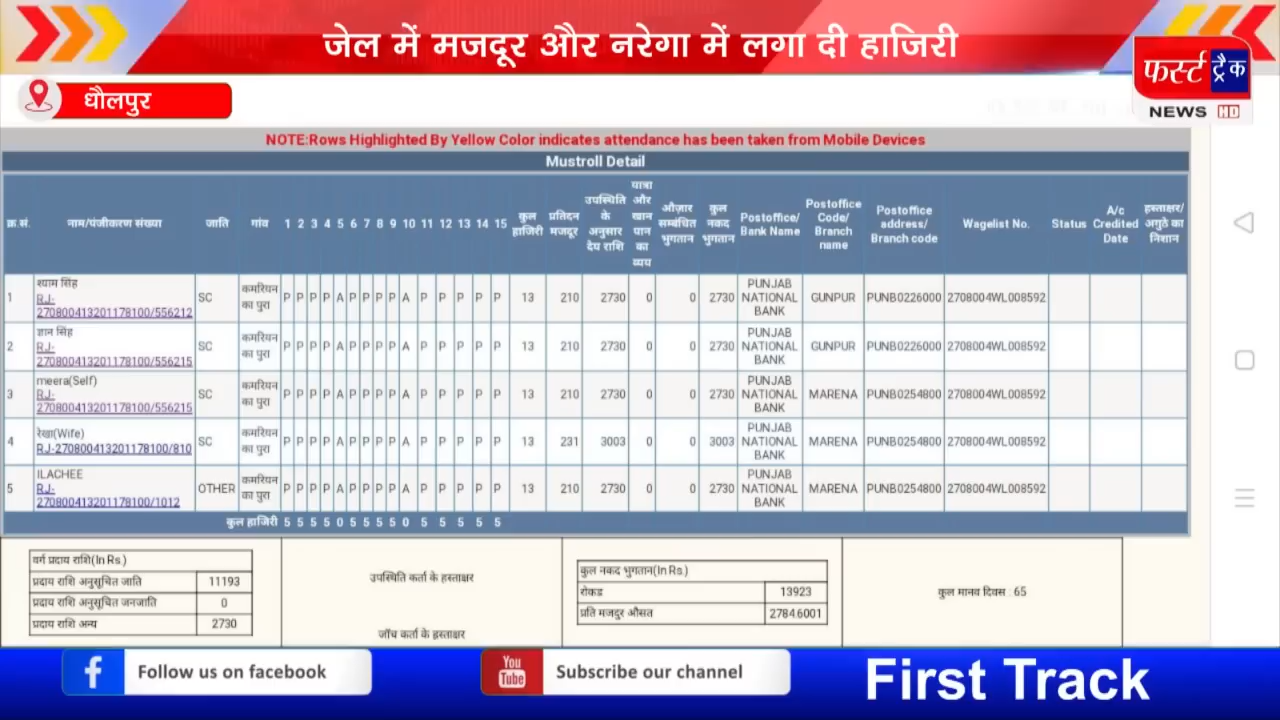 जेल में मजदूर और नरेगा में लगा दी हाजिरी
फर्स्ट ट्रैक
NEWS HD
धौलपुर
NOTE:Rows Highlighted By Yellow Color indicates attendance has been taken from Mobile Devices
Mustroll Detail
क्र.सं. नाम/पंजीकरण संख्या जाति गांव 1 2 3 4 5 6 7 8 9 10 11 12 13 14 15 कुल हाजिरी प्रतिदन मजदूर उपस्थिति के अनुसार देय राशि यात्रा और खान पान का व्यय औज़ार सम्बंधित भुगतान कुल नकद भुगतान Postoffice/ Bank Name Postoffice Code/ Branch name Postoffice address/ Branch code Wagelist No. Status A/c Credited Date हस्ताक्षर/ अगुठे का निशान
1 श्याम सिंह RJ-270800413201178100/556212 SC कमरियन का पुरा P P P P A P P P P A P P P P P 13 210 2730 0 0 2730 PUNJAB NATIONAL BANK GUNPUR PUNB0226000 2708004WL008592
2 ज्ञान सिंह RJ-270800413201178100/556215 SC कमरियन का पुरा P P P P A P P P P A P P P P P 13 210 2730 0 0 2730 PUNJAB NATIONAL BANK GUNPUR PUNB0226000 2708004WL008592
3 meera(Self) RJ-270800413201178100/556215 SC कमरियन का पुरा P P P P A P P P P A P P P P P 13 210 2730 0 0 2730 PUNJAB NATIONAL BANK MARENA PUNB0254800 2708004WL008592
4 रेखा(Wife) RJ-270800413201178100/810 SC कमरियन का पुरा P P P P A P P P P A P P P P P 13 231 3003 0 0 3003 PUNJAB NATIONAL BANK MARENA PUNB0254800 2708004WL008592
5 ILACHEE RJ-270800413201178100/1012 OTHER कमरियन का पुरा P P P P A P P P P A P P P P P 13 210 2730 0 0 2730 PUNJAB NATIONAL BANK MARENA PUNB0254800 2708004WL008592
कुल हाजिरी 5 5 5 5 0 5 5 5 5 0 5 5 5 5 5
वर्ग प्रदाय राशि(In Rs.)
प्रदाय राशि अनुसूचित जाति 11193
प्रदाय राशि अनुसूचित जनजाति 0
प्रदाय राशि अन्य 2730
उपस्थिति कर्ता के हस्ताक्षर
जाँच कर्ता के हस्ताक्षर
कुल नकद भुगतान(In Rs.)
रोकड 13923
प्रति मजदुर औसत 2784.6001
कुल मानव दिवस : 65
Follow us on facebook
You Tube
Subscribe our channel
First Track